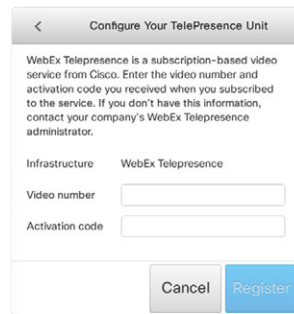 Configure Your TelePresence Unit
WebEx Telepresence is a subscription-based video
service from Cisco. Enter the video number and
activation code you received when you subscribed
to the service. If you don't have this information,
contact your company's WebEx Telepresence
administrator.
Infrastructure WebEx Telepresence
Video number
Activation code
Cancel Register